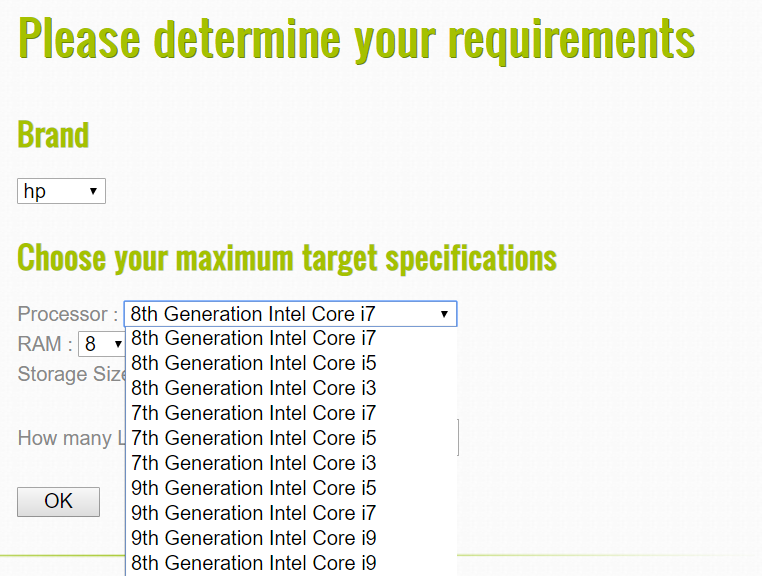 Please determine your requirements
Brand
hp
Choose your maximum target specifications
Processor : 8th Generation Intel Core i7
8th Generation Intel Core i7
RAM : 8
8th Generation Intel Core i5
Storage Size
8th Generation Intel Core i3
7th Generation Intel Core i7
How many L
7th Generation Intel Core i5
7th Generation Intel Core i3
9th Generation Intel Core i5
OK
9th Generation Intel Core i7
9th Generation Intel Core i9
8th Generation Intel Core i9